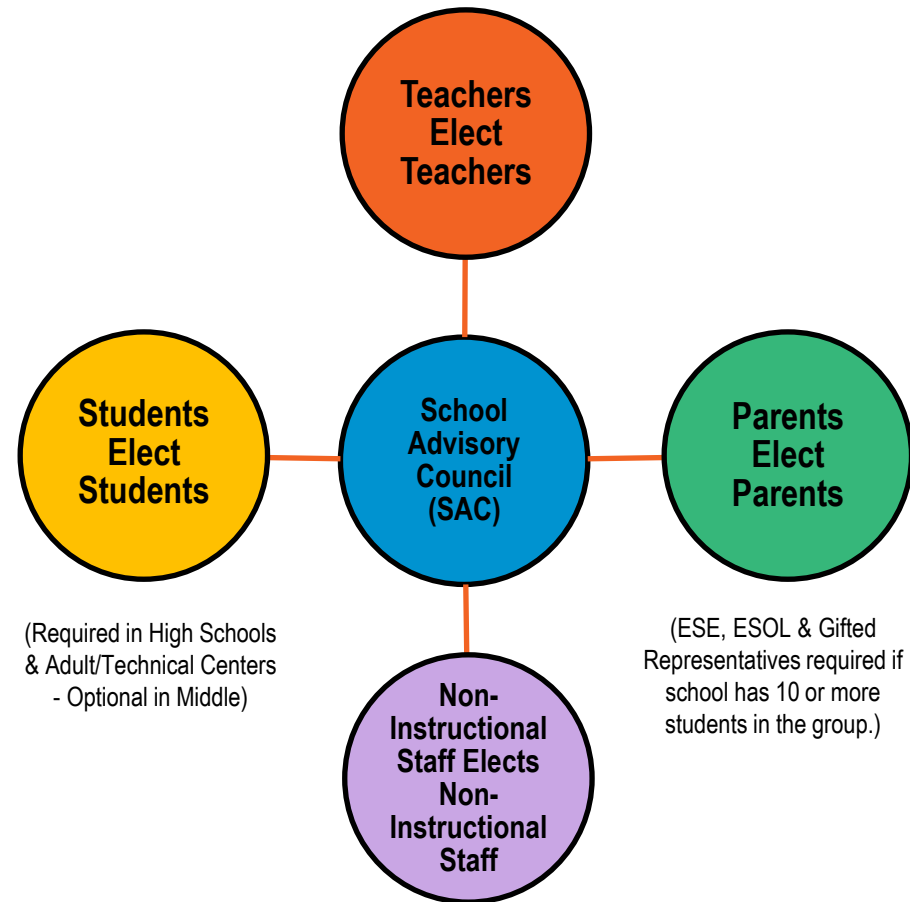 Teachers
Elect
Teachers
Students
Elect
Students
School
Advisory
Council
(SAC)
Parents
Elect
Parents
(Required in High Schools
& Adult/Technical Centers
- Optional in Middle)
(ESE, ESOL & Gifted
Representatives required if
school has 10 or more
students in the group.)
Non-
Instructional
Staff Elects
Non-
Instructional
Staff